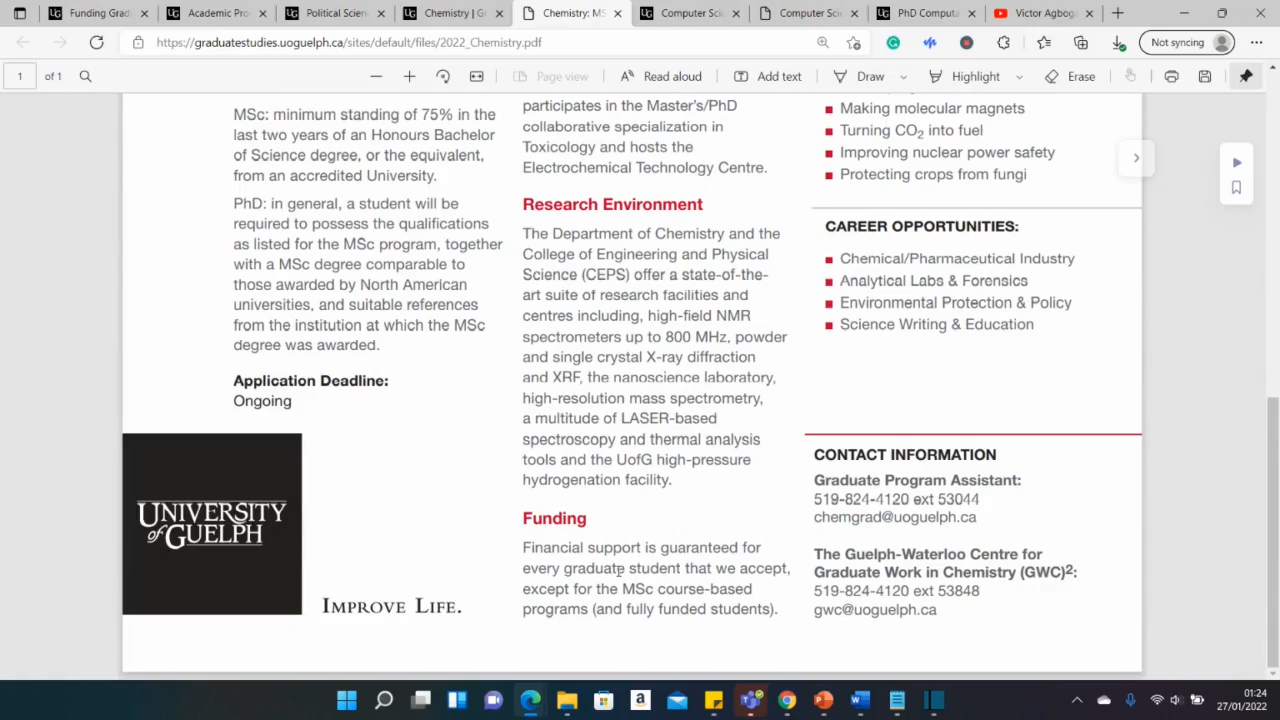 Funding Grad
Academic Pro
Political Scien
Chemistry | Gr
Chemistry: MS
Computer Sci
Computer Scie
PhD Computa
Victor Agboga
https://graduatestudies.uoguelph.ca/sites/default/files/2022_Chemistry.pdf
Not syncing
1 of 1
Page view
Read aloud
Add text
Draw
Highlight
Erase
MSc: minimum standing of 75% in the
last two years of an Honours Bachelor
of Science degree, or the equivalent,
from an accredited University.
PhD: in general, a student will be
required to possess the qualifications
as listed for the MSc program, together
with a MSc degree comparable to
those awarded by North American
universities, and suitable references
from the institution at which the MSc
degree was awarded.
Application Deadline:
Ongoing
UNIVERSITY
of GUELPH
IMPROVE LIFE.
participates in the Master's/PhD
collaborative specialization in
Toxicology and hosts the
Electrochemical Technology Centre.
Research Environment
The Department of Chemistry and the
College of Engineering and Physical
Science (CEPS) offer a state-of-the-
art suite of research facilities and
centres including, high-field NMR
spectrometers up to 800 MHz, powder
and single crystal X-ray diffraction
and XRF, the nanoscience laboratory,
high-resolution mass spectrometry,
a multitude of LASER-based
spectroscopy and thermal analysis
tools and the UofG high-pressure
hydrogenation facility.
Funding
Financial support is guaranteed for
every graduate student that we accept,
except for the MSc course-based
programs (and fully funded students).
Making molecular magnets
Turning CO₂ into fuel
Improving nuclear power safety
Protecting crops from fungi
CAREER OPPORTUNITIES:
Chemical/Pharmaceutical Industry
Analytical Labs & Forensics
Environmental Protection & Policy
Science Writing & Education
CONTACT INFORMATION
Graduate Program Assistant:
519-824-4120 ext 53044
chemgrad@uoguelph.ca
The Guelph-Waterloo Centre for
Graduate Work in Chemistry (GWC)²:
519-824-4120 ext 53848
gwc@uoguelph.ca
01:24
27/01/2022